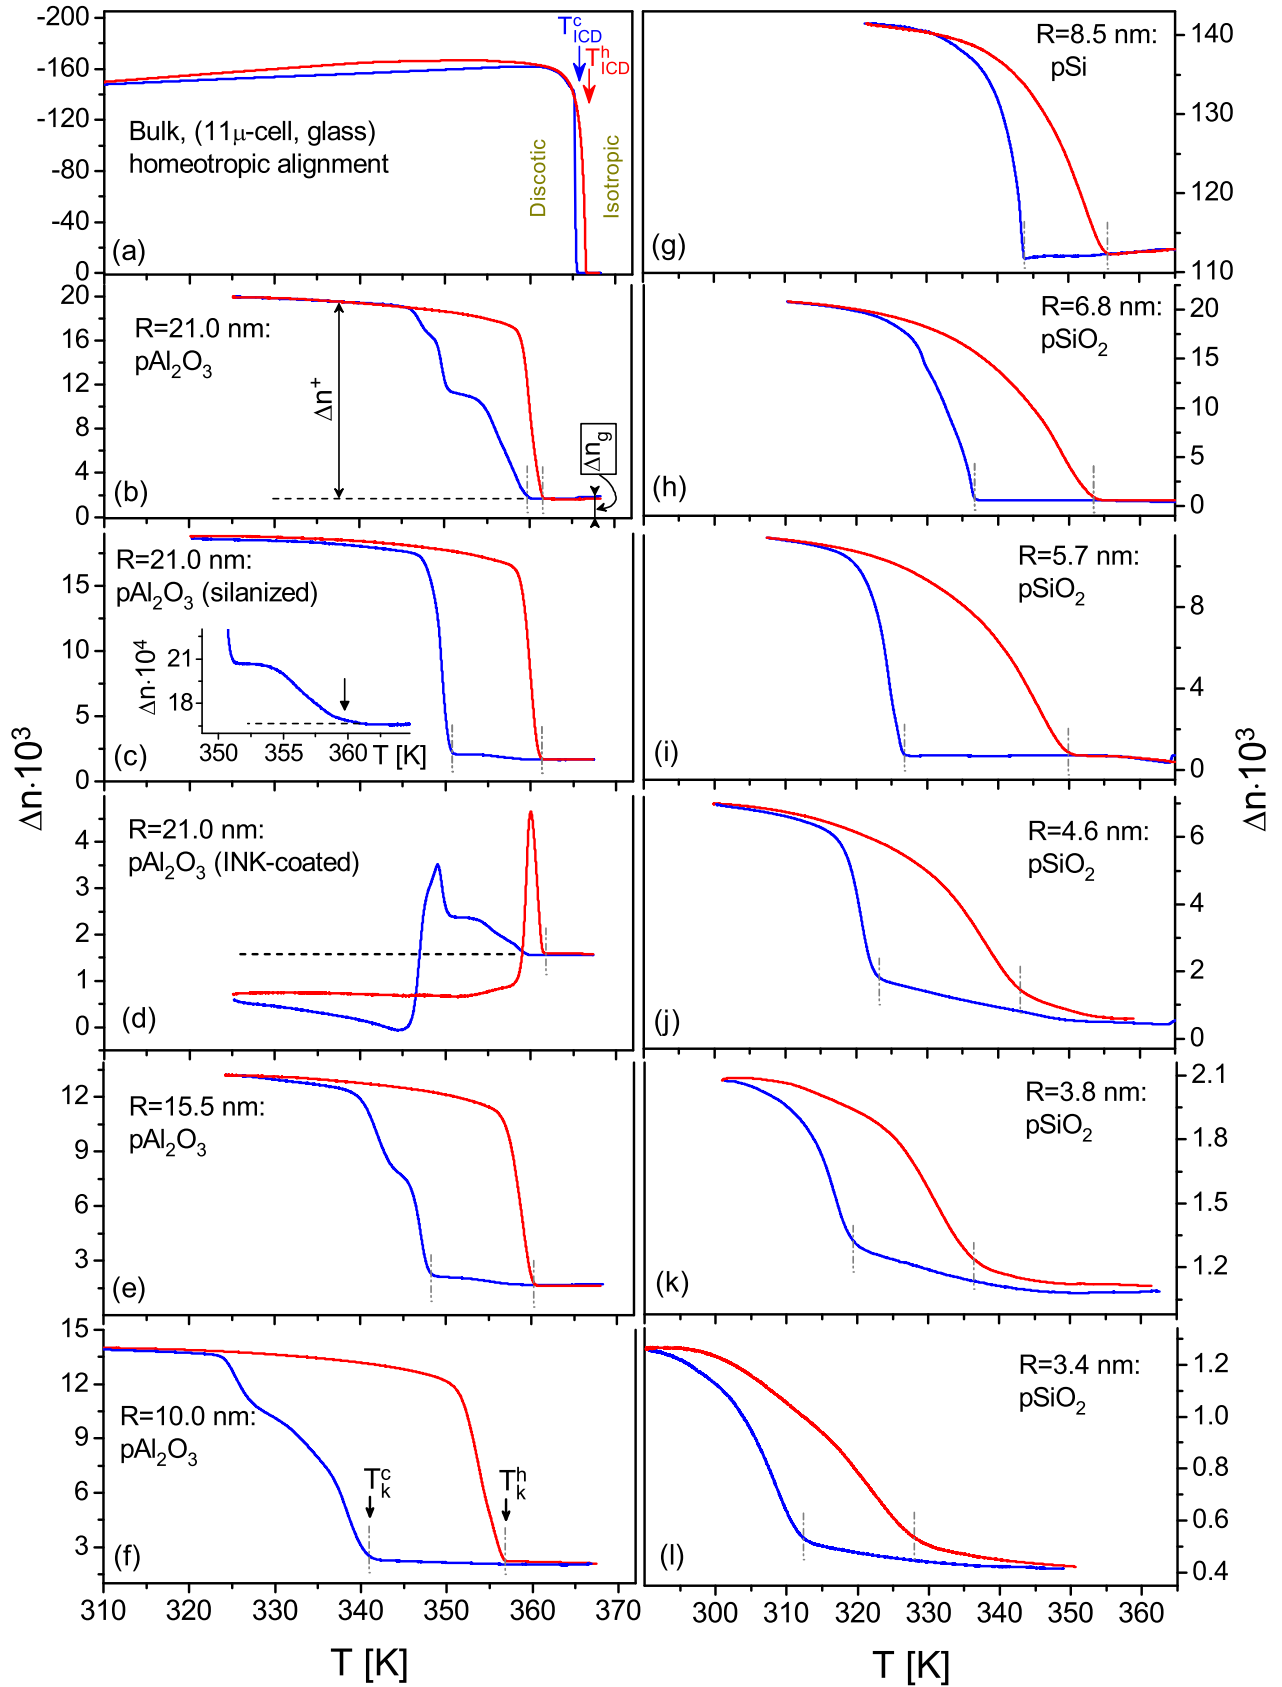 -200
-160
-120
-80
-40
0
T^c_ICD
T^h_ICD
Bulk, (11μ-cell, glass)
homeotropic alignment
Discotic
Isotropic
(a)
20
16
12
8
4
0
R=21.0 nm:
pAl₂O₃
Δn⁺
Δn_g
(b)
15
10
5
0
R=21.0 nm:
pAl₂O₃ (silanized)
Δn·10⁴
21
18
350 355 360 T [K]
(c)
Δn·10³
4
3
2
1
0
R=21.0 nm:
pAl₂O₃ (INK-coated)
(d)
12
9
6
3
R=15.5 nm:
pAl₂O₃
(e)
15
12
9
6
3
R=10.0 nm:
pAl₂O₃
T^c_k
T^h_k
(f)
310 320 330 340 350 360 370
T [K]
R=8.5 nm:
pSi
140
130
120
110
(g)
R=6.8 nm:
pSiO₂
20
15
10
5
0
(h)
R=5.7 nm:
pSiO₂
8
4
0
(i)
Δn·10³
R=4.6 nm:
pSiO₂
6
4
2
0
(j)
R=3.8 nm:
pSiO₂
2.1
1.8
1.5
1.2
(k)
R=3.4 nm:
pSiO₂
1.2
1.0
0.8
0.6
0.4
(l)
300 310 320 330 340 350 360
T [K]